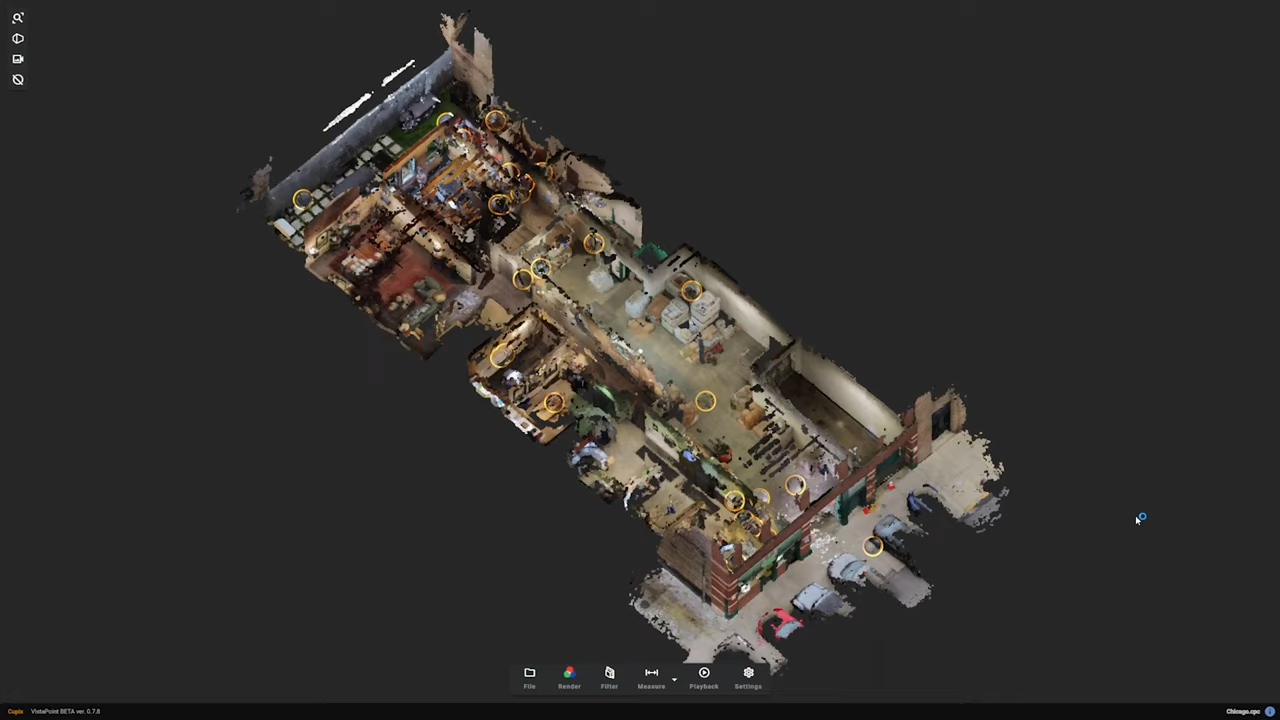 File
Render
Filter
Measure
Playback
Settings
Cupix
VistaPoint BETA ver. 0.7.8
Chicago.cpc